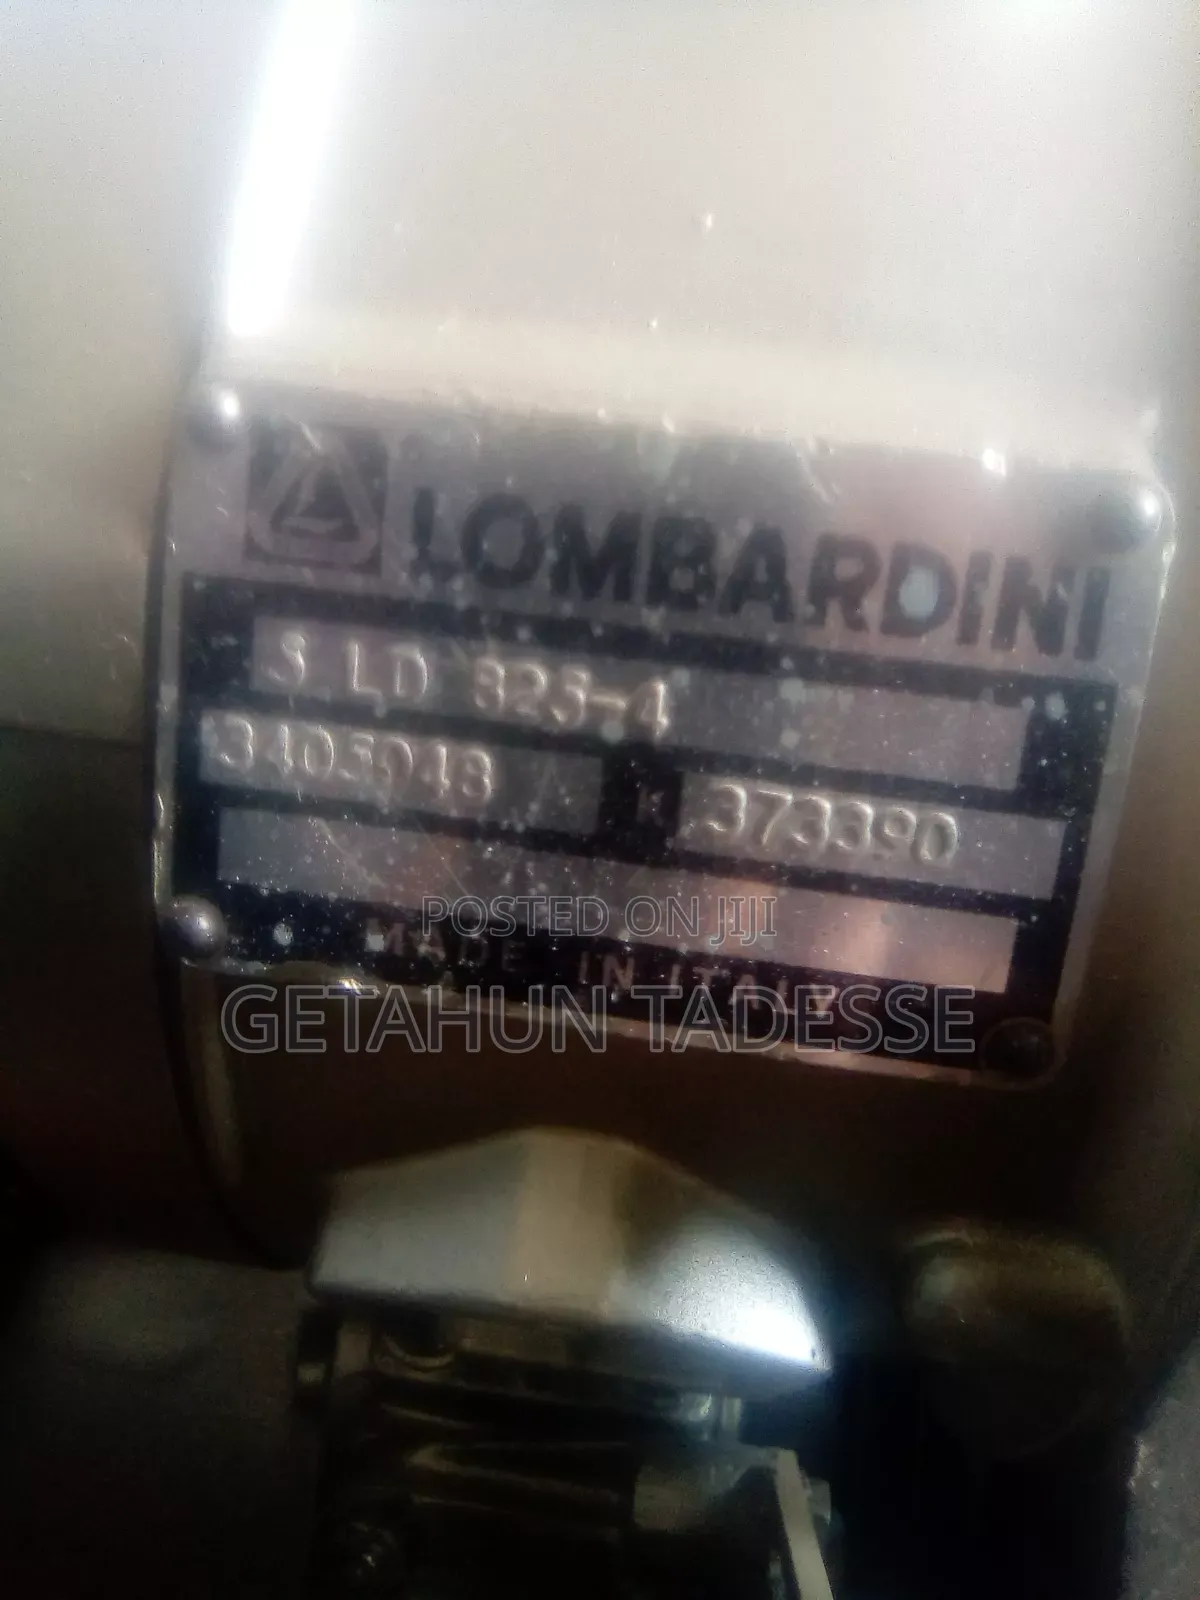 LOMBARDINI
S LD 825-4
3405048 K 373390
POSTED ON JIJI
MADE IN ITALY
GETAHUN TADESSE